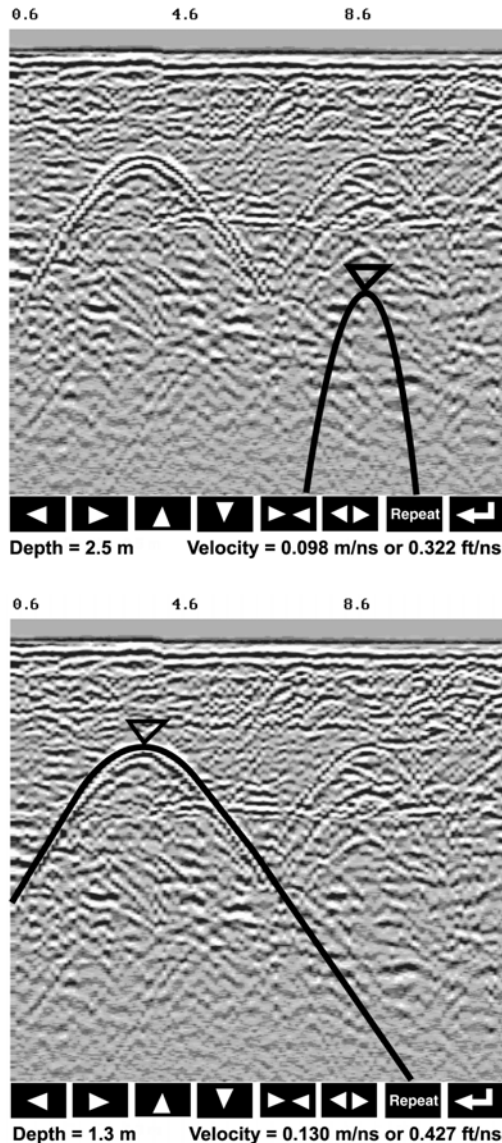 0.6 4.6 8.6
Repeat
Depth = 2.5 m Velocity = 0.098 m/ns or 0.322 ft/ns
0.6 4.6 8.6
Repeat
Depth = 1.3 m Velocity = 0.130 m/ns or 0.427 ft/ns